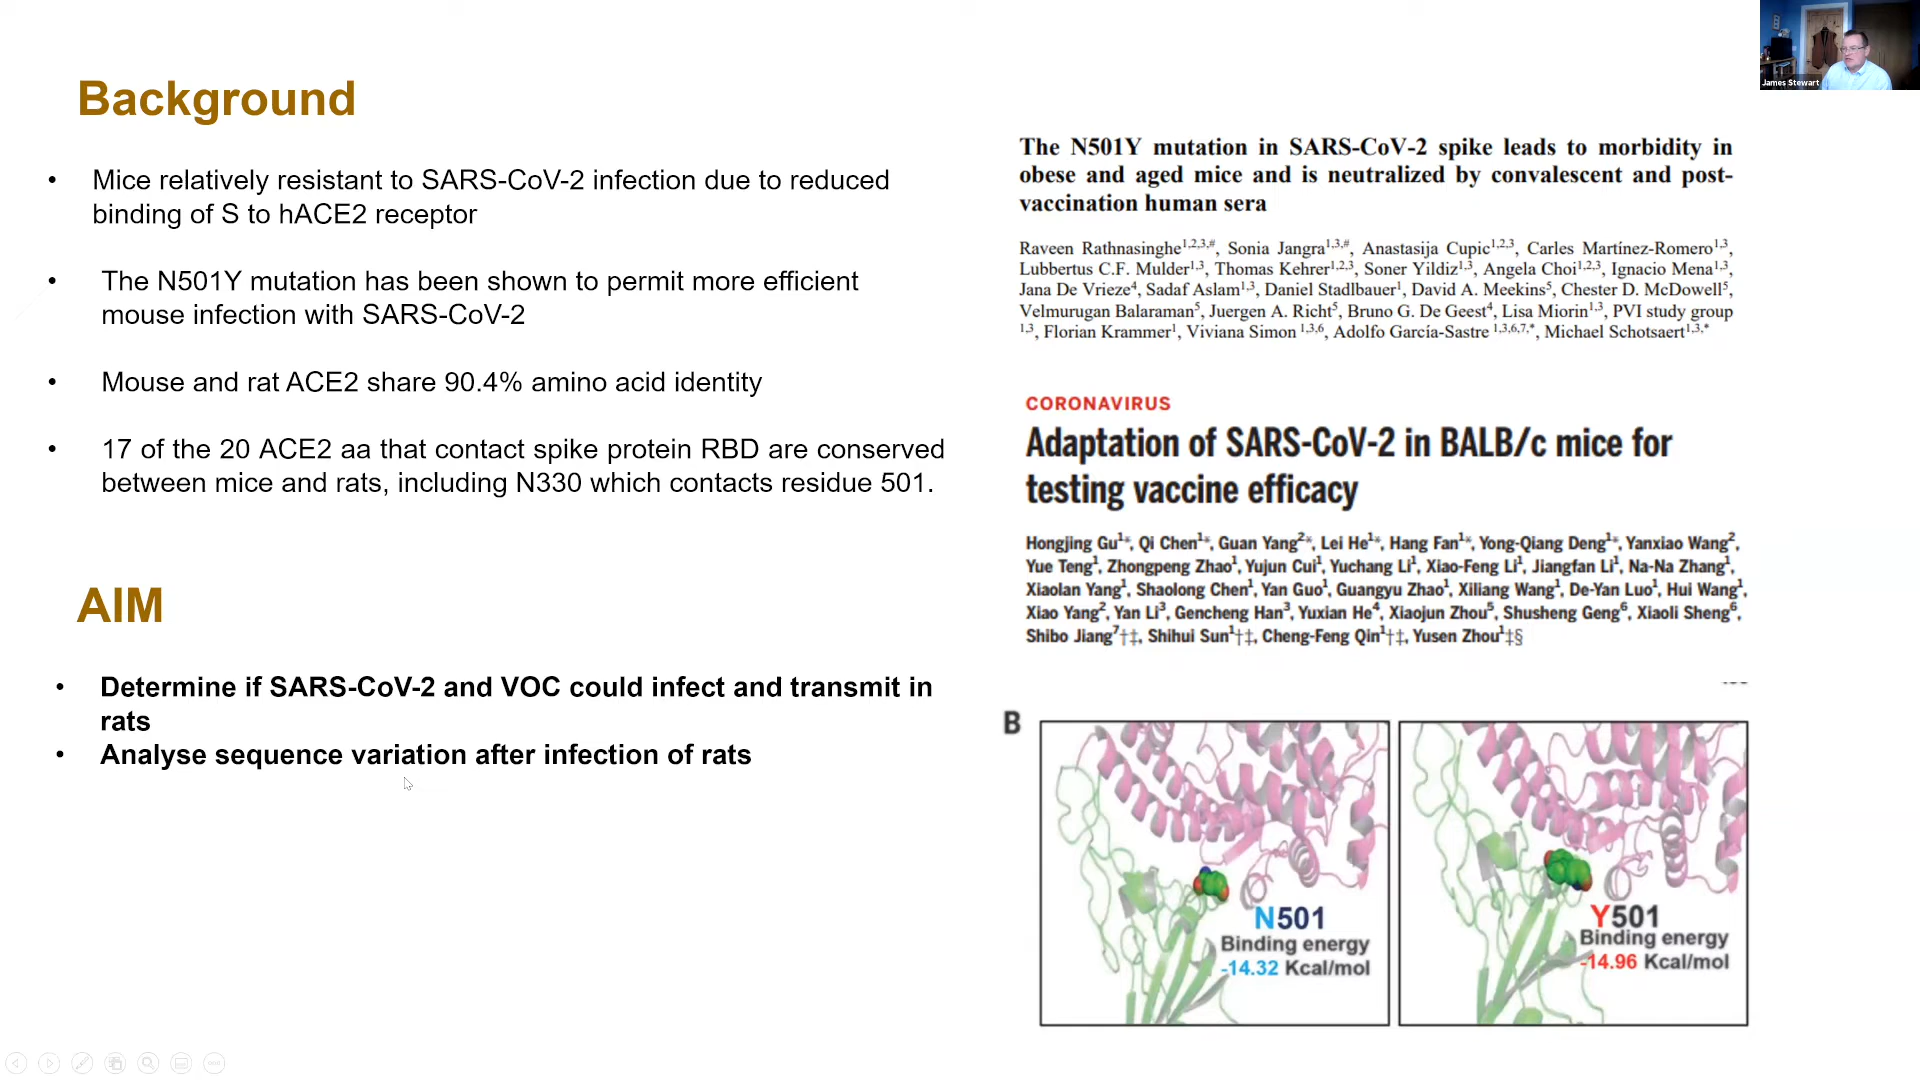 James Stewart
Background
• Mice relatively resistant to SARS-CoV-2 infection due to reduced
binding of S to hACE2 receptor
• The N501Y mutation has been shown to permit more efficient
mouse infection with SARS-CoV-2
• Mouse and rat ACE2 share 90.4% amino acid identity
• 17 of the 20 ACE2 aa that contact spike protein RBD are conserved
between mice and rats, including N330 which contacts residue 501.
AIM
• Determine if SARS-CoV-2 and VOC could infect and transmit in
rats
• Analyse sequence variation after infection of rats
The N501Y mutation in SARS-CoV-2 spike leads to morbidity in
obese and aged mice and is neutralized by convalescent and post-
vaccination human sera
Raveen Rathnasinghe1,2,3,#, Sonia Jangra1,3,#, Anastasija Cupic1,2,3, Carles Martínez-Romero1,3,
Lubbertus C.F. Mulder1,3, Thomas Kehrer1,2,3, Soner Yildiz1,3, Angela Choi1,2,3, Ignacio Mena1,3,
Jana De Vrieze4, Sadaf Aslam1,3, Daniel Stadlbauer1, David A. Meekins5, Chester D. McDowell5,
Velmurugan Balaraman5, Juergen A. Richt5, Bruno G. De Geest4, Lisa Miorin1,3, PVI study group
1,3, Florian Krammer1, Viviana Simon 1,3,6, Adolfo García-Sastre 1,3,6,7,*, Michael Schotsaert1,3,*
CORONAVIRUS
Adaptation of SARS-CoV-2 in BALB/c mice for
testing vaccine efficacy
Hongjing Gu1*, Qi Chen1*, Guan Yang2*, Lei He1*, Hang Fan1*, Yong-Qiang Deng1*, Yanxiao Wang2,
Yue Teng1, Zhongpeng Zhao1, Yujun Cui1, Yuchang Li1, Xiao-Feng Li1, Jiangfan Li1, Na-Na Zhang1,
Xiaolan Yang1, Shaolong Chen1, Yan Guo1, Guangyu Zhao1, Xiliang Wang1, De-Yan Luo1, Hui Wang1,
Xiao Yang2, Yan Li3, Gencheng Han3, Yuxian He4, Xiaojun Zhou5, Shusheng Geng6, Xiaoli Sheng6,
Shibo Jiang7†‡, Shihui Sun1†‡, Cheng-Feng Qin1†‡, Yusen Zhou1‡§
B
N501
Binding energy
-14.32 Kcal/mol
Y501
Binding energy
-14.96 Kcal/mol